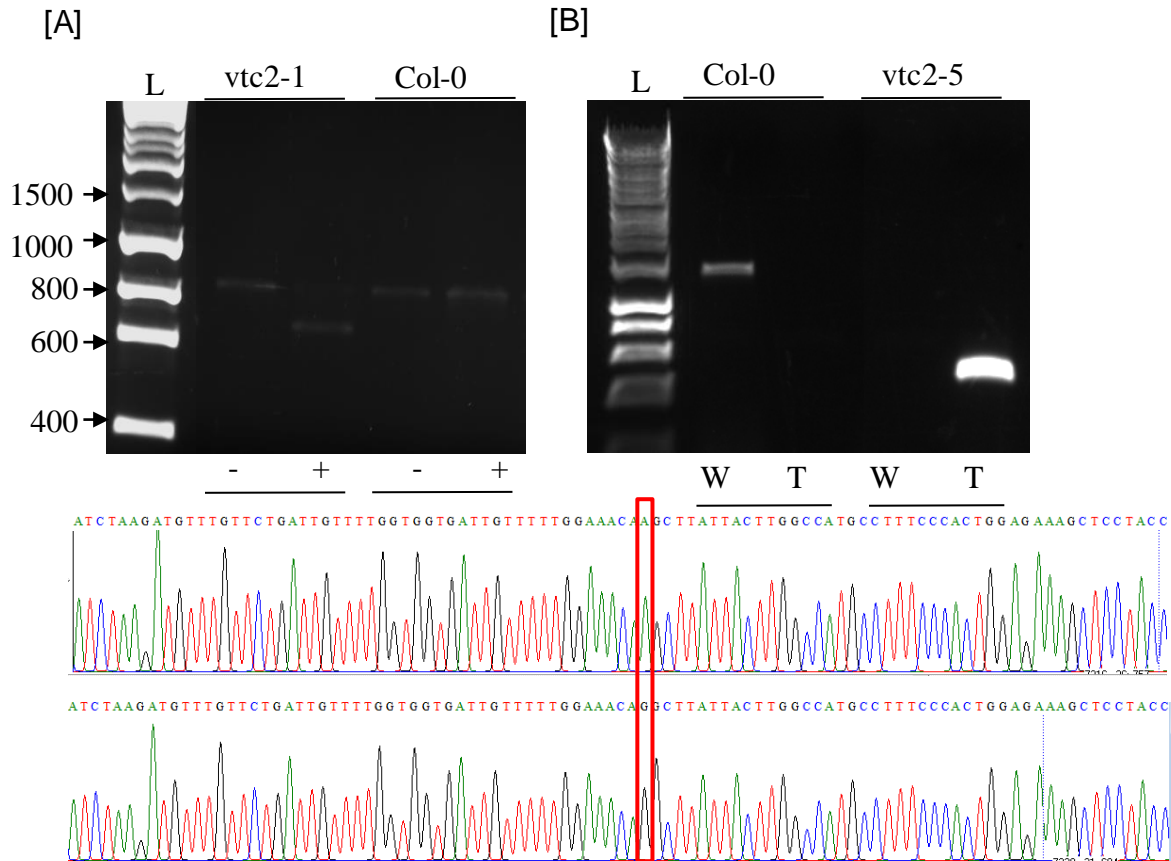 [A]
[B]
L vtc2-1 Col-0
L Col-0 vtc2-5
1500
1000
800
600
400
- + - +
W T W T
ATCTAAGATGTTTGTTCTGATTGTTTTGGTGGTGATTGTTTTTGGAAACAAGCTTATTACTTGGCCATGCCTTTCCCACTGGAGAAAGCTCCTACC
ATCTAAGATGTTTGTTCTGATTGTTTTGGTGGTGATTGTTTTTGGAAACAGGCTTATTACTTGGCCATGCCTTTCCCACTGGAGAAAGCTCCTACC